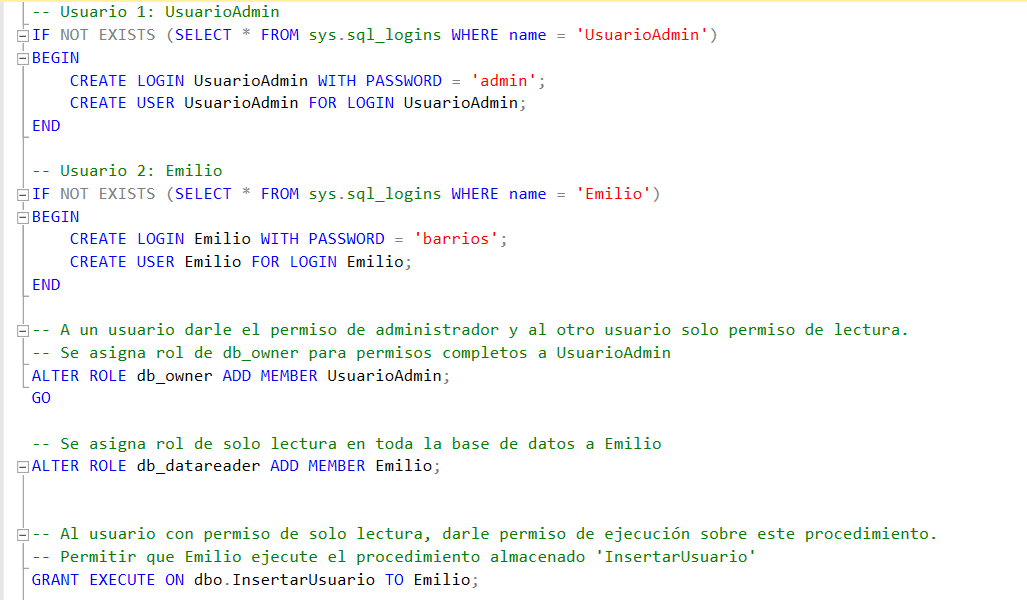 -- Usuario 1: UsuarioAdmin
IF NOT EXISTS (SELECT * FROM sys.sql_logins WHERE name = 'UsuarioAdmin')
BEGIN
    CREATE LOGIN UsuarioAdmin WITH PASSWORD = 'admin';
    CREATE USER UsuarioAdmin FOR LOGIN UsuarioAdmin;
END

-- Usuario 2: Emilio
IF NOT EXISTS (SELECT * FROM sys.sql_logins WHERE name = 'Emilio')
BEGIN
    CREATE LOGIN Emilio WITH PASSWORD = 'barrios';
    CREATE USER Emilio FOR LOGIN Emilio;
END

-- A un usuario darle el permiso de administrador y al otro usuario solo permiso de lectura.
-- Se asigna rol de db_owner para permisos completos a UsuarioAdmin
ALTER ROLE db_owner ADD MEMBER UsuarioAdmin;
GO

-- Se asigna rol de solo lectura en toda la base de datos a Emilio
ALTER ROLE db_datareader ADD MEMBER Emilio;

-- Al usuario con permiso de solo lectura, darle permiso de ejecución sobre este procedimiento.
-- Permitir que Emilio ejecute el procedimiento almacenado 'InsertarUsuario'
GRANT EXECUTE ON dbo.InsertarUsuario TO Emilio;